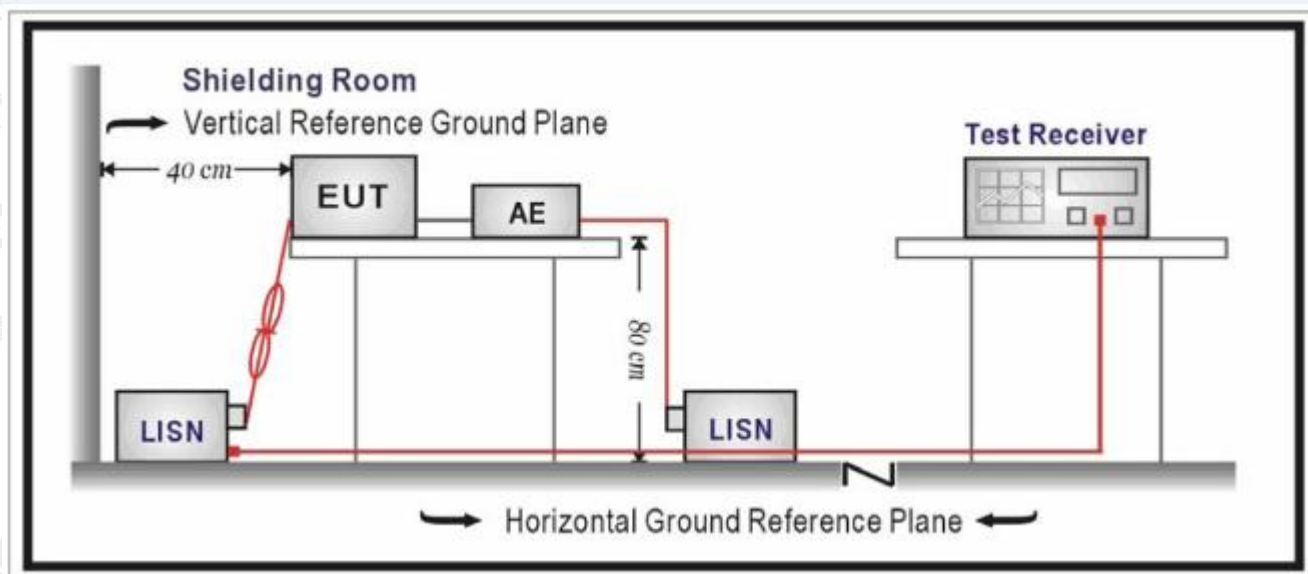 Shielding Room
Vertical Reference Ground Plane
Test Receiver
40 cm
EUT
AE
80 cm
LISN
LISN
Horizontal Ground Reference Plane